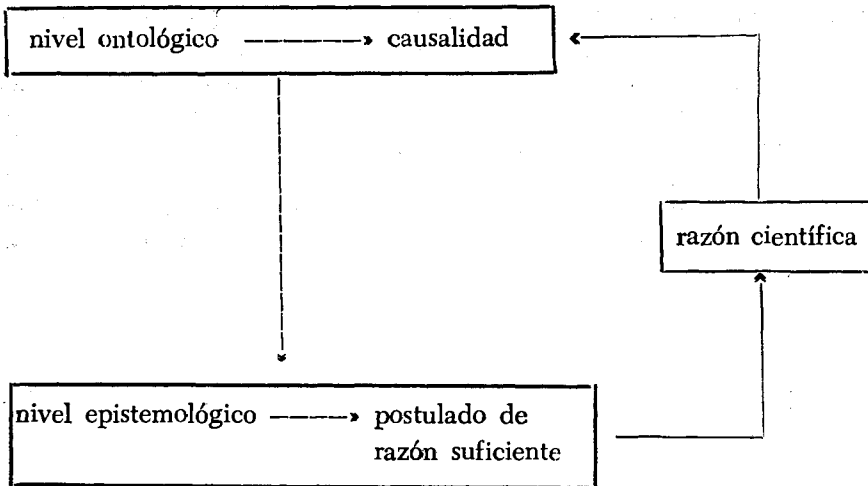 nivel ontológico causalidad
razón científica
nivel epistemológico postulado de
razón suficiente